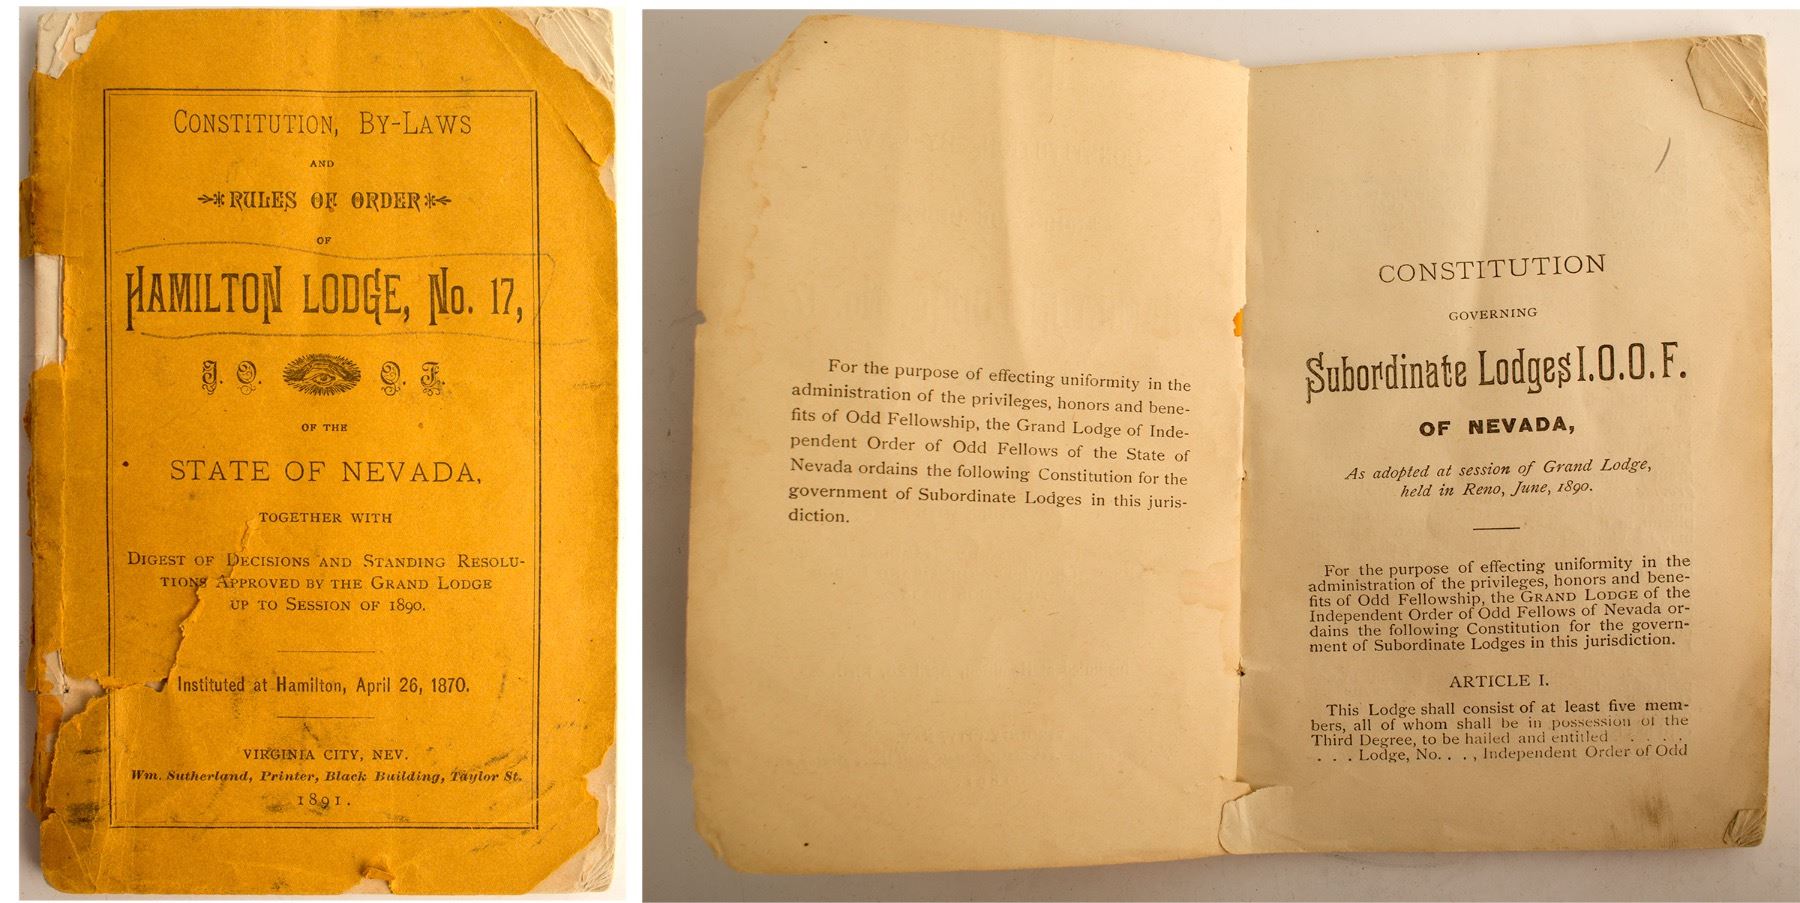 CONSTITUTION, BY-LAWS
AND
RULES OF ORDER
OF
HAMILTON LODGE, No. 17,
I. O. O. F.
OF THE
STATE OF NEVADA,
TOGETHER WITH
DIGEST OF DECISIONS AND STANDING RESOLU-
TIONS APPROVED BY THE GRAND LODGE
UP TO SESSION OF 1890.
Instituted at Hamilton, April 26, 1870.
VIRGINIA CITY, NEV.
Wm. Sutherland, Printer, Black Building, Taylor St.
1891.
For the purpose of effecting uniformity in the
administration of the privileges, honors and bene-
fits of Odd Fellowship, the Grand Lodge of Inde-
pendent Order of Odd Fellows of the State of
Nevada ordains the following Constitution for the
government of Subordinate Lodges in this juris-
diction.
CONSTITUTION
GOVERNING
Subordinate Lodges I.O.O.F.
OF NEVADA,
As adopted at session of Grand Lodge,
held in Reno, June, 1890.
For the purpose of effecting uniformity in the
administration of the privileges, honors and bene-
fits of Odd Fellowship, the GRAND LODGE of the
Independent Order of Odd Fellows of Nevada or-
dains the following Constitution for the govern-
ment of Subordinate Lodges in this jurisdiction.
ARTICLE I.
This Lodge shall consist of at least five mem-
bers, all of whom shall be in possession of the
Third Degree, to be hailed and entitled . . . . .
. . . Lodge, No. . . , Independent Order of Odd